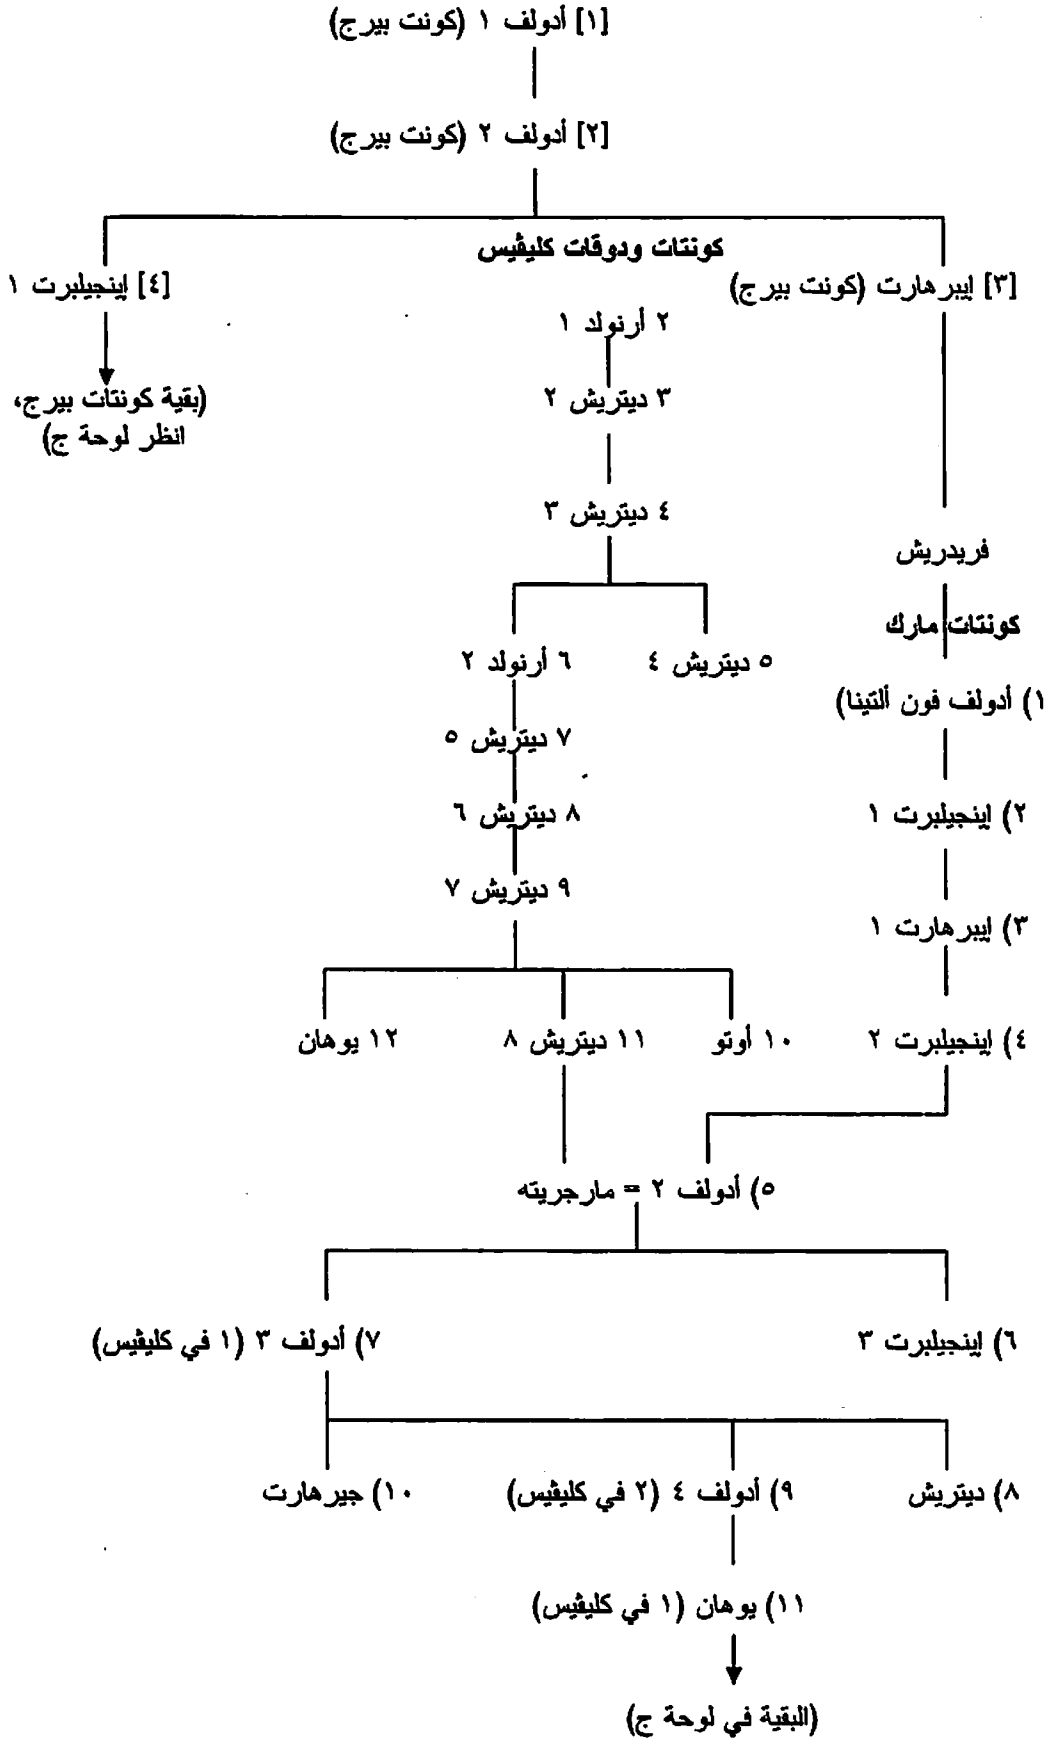 [١] أدولف ١ (كونت بيرج)
[٢] أدولف ٢ (كونت بيرج)
كونتات ودوقات كليڤيس
[٣] إيبرهارت (كونت بيرج)
[٤] إينجيلبرت ١
٢ أرنولد ١
(بقية كونتات بيرج،
انظر لوحة ج)
٣ ديتريش ٢
٤ ديتريش ٣
فريدريش
كونتات مارك
٥ ديتريش ٤
٦ أرنولد ٢
١) أدولف فون ألتينا)
٧ ديتريش ٥
٢) إينجيلبرت ١
٨ ديتريش ٦
٩ ديتريش ٧
٣) إيبرهارت ١
٤) إينجيلبرت ٢
١٠ أوتو
١١ ديتريش ٨
١٢ يوهان
٥) أدولف ٢ = مارجريته
٦) إينجيلبرت ٣
٧) أدولف ٣ (١ في كليڤيس)
٨) ديتريش
٩) أدولف ٤ (٢ في كليڤيس)
١٠) جيرهارت
١١) يوهان (١ في كليڤيس)
(البقية في لوحة ج)